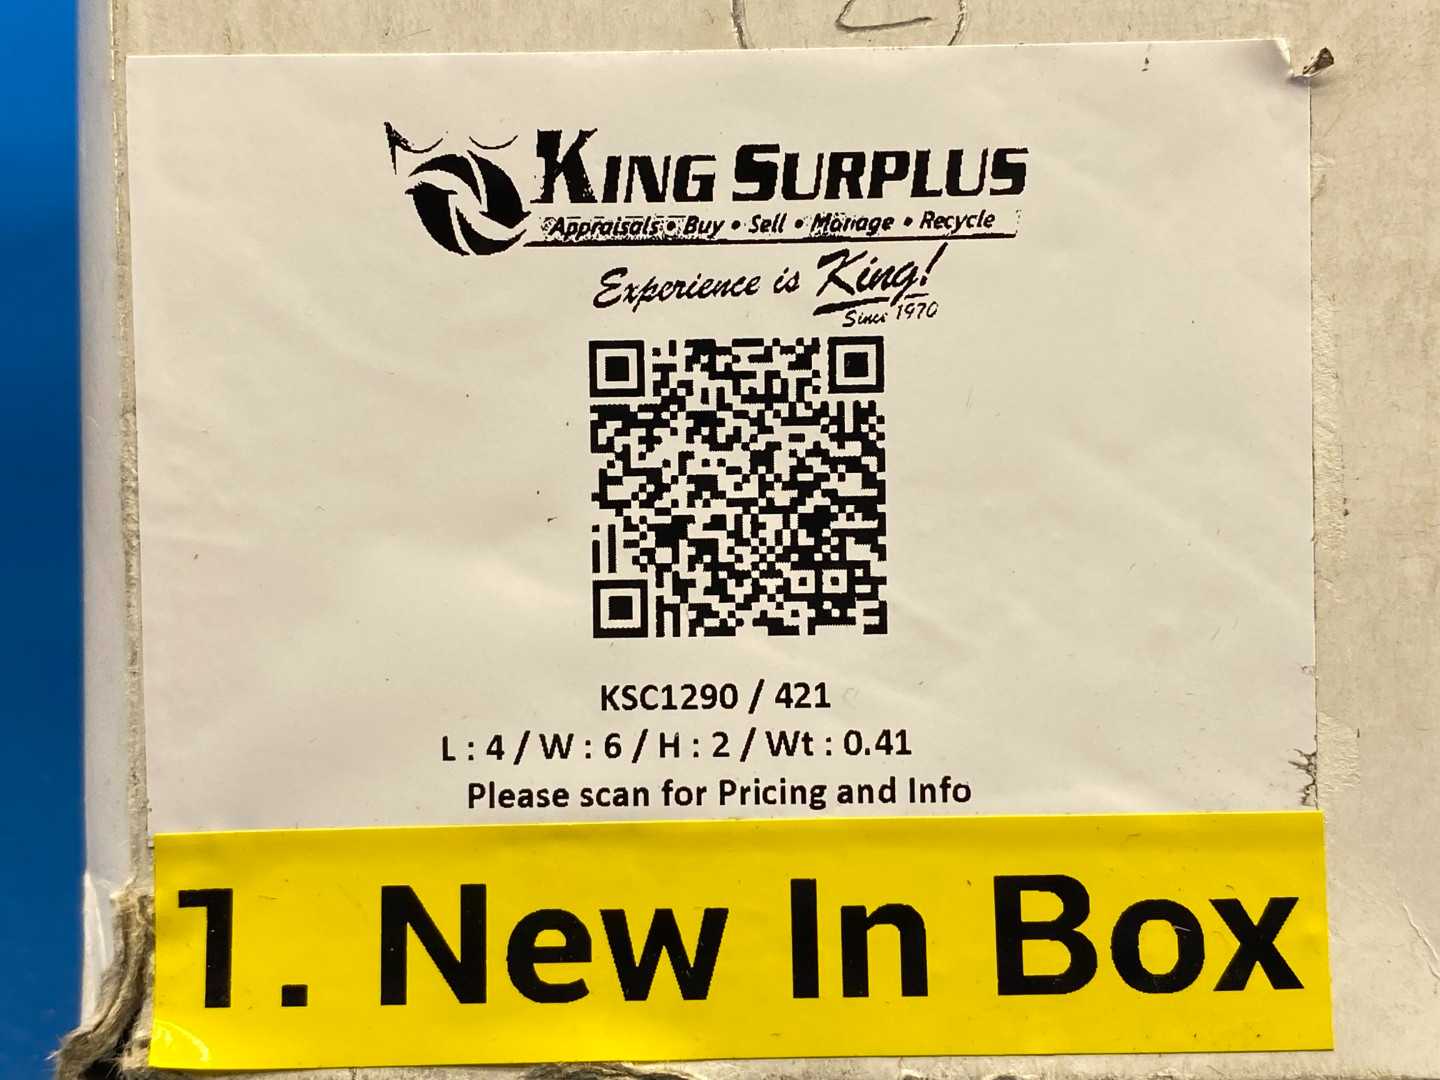 KING SURPLUS
Appraisals • Buy • Sell • Manage • Recycle
Experience is King!
Since 1970
KSC1290 / 421
L : 4 / W : 6 / H : 2 / Wt : 0.41
Please scan for Pricing and Info
1. New In Box